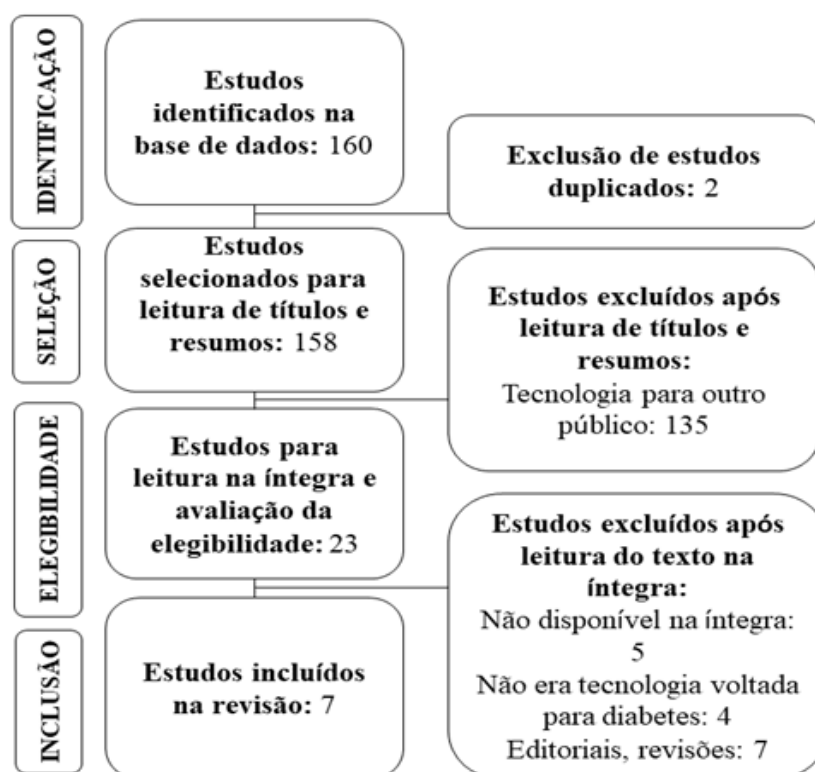 IDENTIFICAÇÃO
Estudos
identificados na
base de dados: 160
Exclusão de estudos
duplicados: 2
SELEÇÃO
Estudos
selecionados para
leitura de títulos e
resumos: 158
Estudos excluídos após
leitura de títulos e
resumos:
Tecnologia para outro
público: 135
ELEGIBILIDADE
Estudos para
leitura na íntegra e
avaliação da
elegibilidade: 23
Estudos excluídos após
leitura do texto na
íntegra:
Não disponível na íntegra:
5
Não era tecnologia voltada
para diabetes: 4
Editoriais, revisões: 7
INCLUSÃO
Estudos incluídos
na revisão: 7